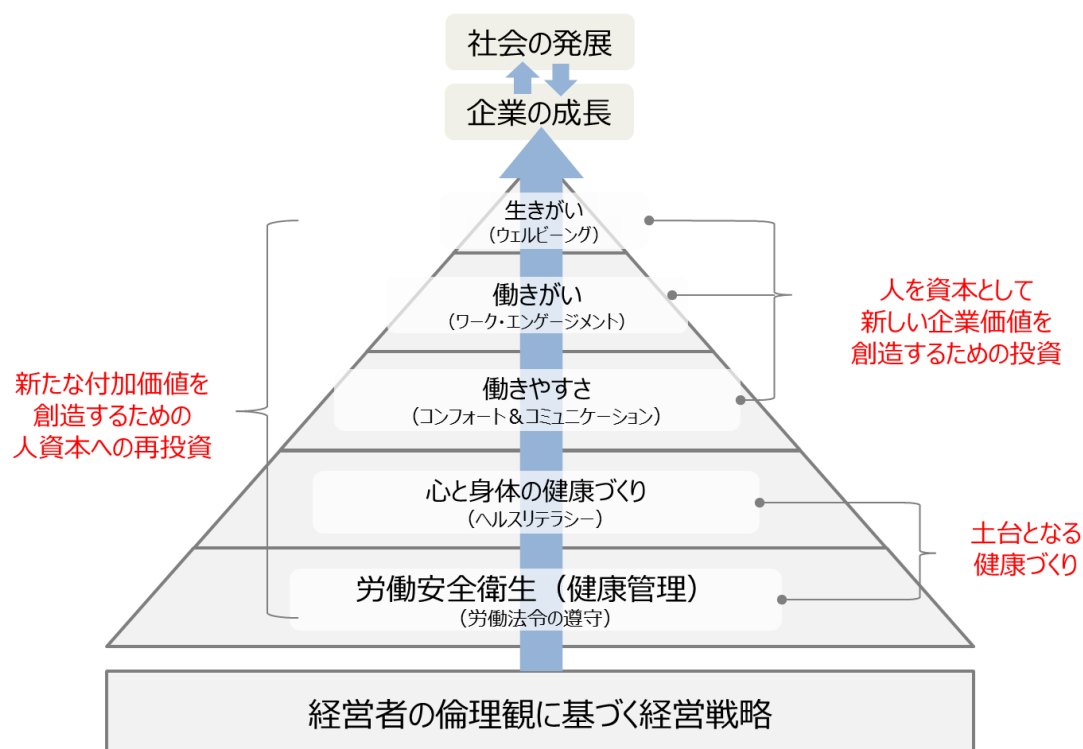 社会の発展
企業の成長
生きがい
（ウェルビーング）
働きがい
（ワーク・エンゲージメント）
働きやすさ
（コンフォート＆コミュニケーション）
心と身体の健康づくり
（ヘルスリテラシー）
労働安全衛生（健康管理）
（労働法令の遵守）
経営者の倫理観に基づく経営戦略
新たな付加価値を
創造するための
人資本への再投資
人を資本として
新しい企業価値を
創造するための投資
土台となる
健康づくり